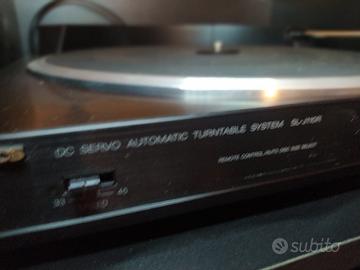 DC SERVO AUTOMATIC TURNTABLE SYSTEM SL-J110R
REMOTE CONTROL/AUTO DISC SIZE SELECT
33 45
subito